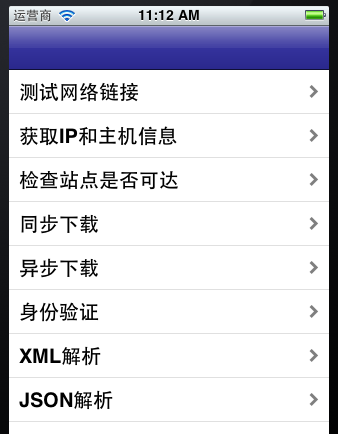 运营商 11:12 AM
测试网络链接
获取IP和主机信息
检查站点是否可达
同步下载
异步下载
身份验证
XML解析
JSON解析